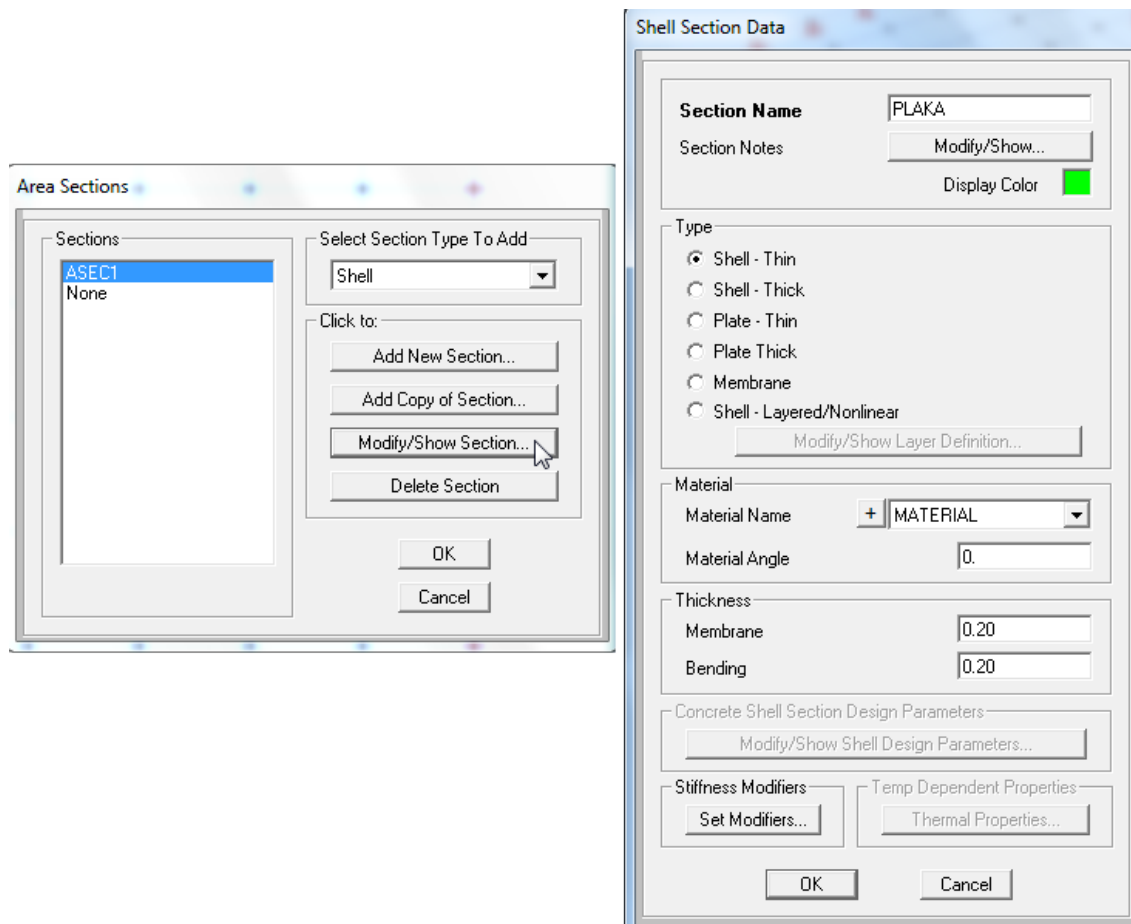 Area Sections
Sections
ASEC1
None
Select Section Type To Add
Shell
Click to:
Add New Section...
Add Copy of Section...
Modify/Show Section...
Delete Section
OK
Cancel
Shell Section Data
Section Name PLAKA
Section Notes Modify/Show...
Display Color
Type
Shell - Thin
Shell - Thick
Plate - Thin
Plate Thick
Membrane
Shell - Layered/Nonlinear
Modify/Show Layer Definition...
Material
Material Name + MATERIAL
Material Angle 0.
Thickness
Membrane 0.20
Bending 0.20
Concrete Shell Section Design Parameters
Modify/Show Shell Design Parameters...
Stiffness Modifiers
Set Modifiers...
Temp Dependent Properties
Thermal Properties...
OK Cancel